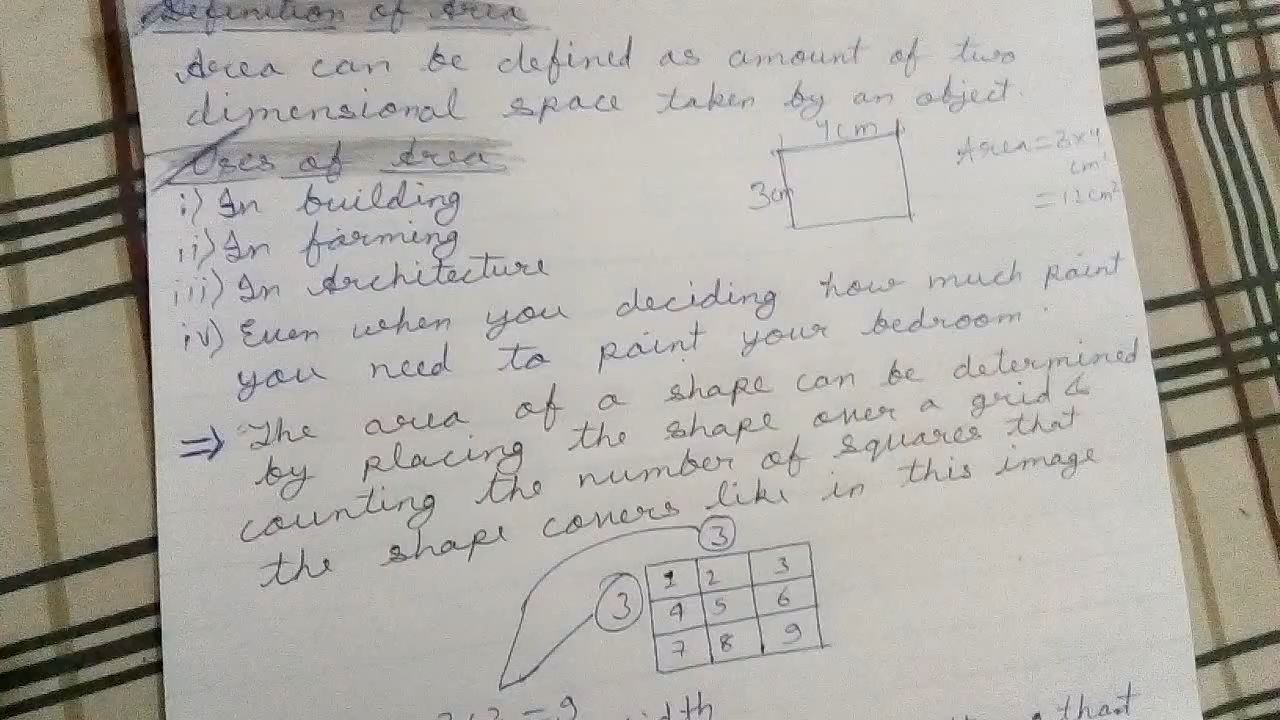 Definition of Area
Area can be defined as amount of two
dimensional space taken by an object.
Uses of Area
i) In building
ii) In farming
iii) In Architecture
4cm
3cm
Area = 3×4
cm²
= 12cm²
iv) Even when you deciding how much paint
you need to paint your bedroom.
⇒ The area of a shape can be determined
by placing the shape over a grid &
counting the number of squares that
the shape covers like in this image
3
3
1 2 3
4 5 6
7 8 9
= 9
that